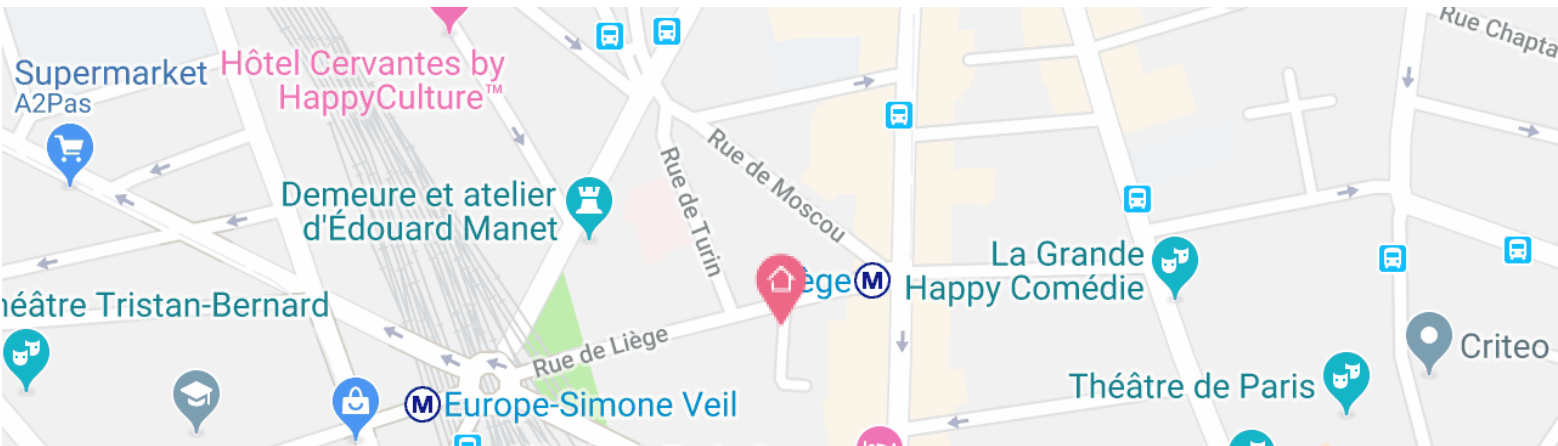 Rue Chapta
Supermarket
A2Pas
Hôtel Cervantes by
HappyCulture™
Rue de Moscou
Rue de Turin
Demeure et atelier
d'Édouard Manet
La Grande
Happy Comédie
ège M
héâtre Tristan-Bernard
Rue de Liège
Criteo
Théâtre de Paris
M Europe-Simone Veil